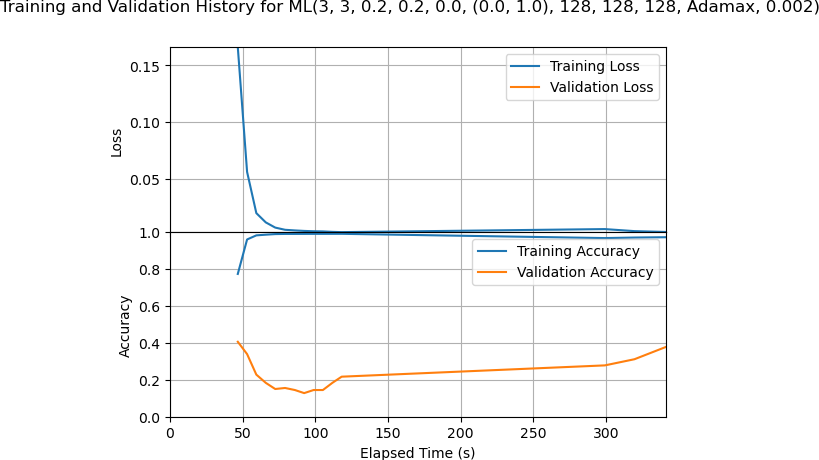 Training and Validation History for ML(3, 3, 0.2, 0.2, 0.0, (0.0, 1.0), 128, 128, 128, Adamax, 0.002)
0.15
0.10
0.05
Loss
Training Loss
Validation Loss
1.0
0.8
0.6
0.4
0.2
0.0
Accuracy
Training Accuracy
Validation Accuracy
0
50
100
150
200
250
300
Elapsed Time (s)